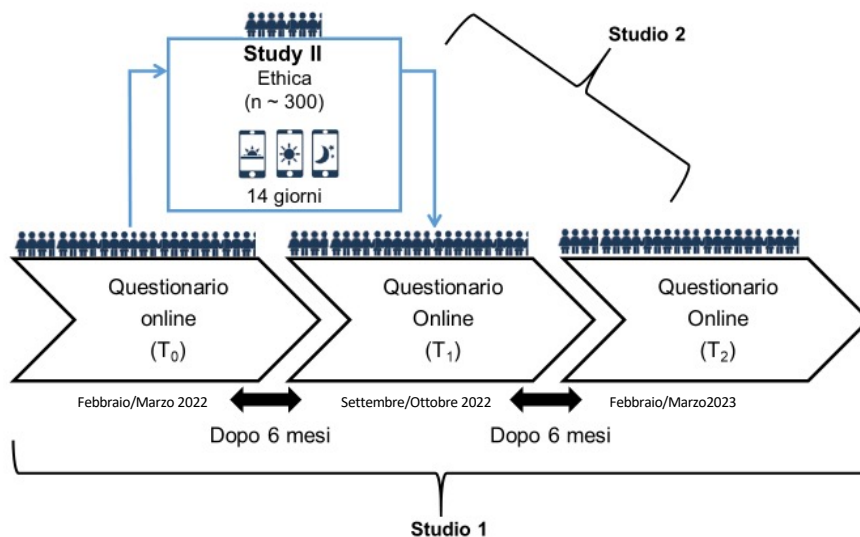 Studio 2
Study II
Ethica
(n ~ 300)
14 giorni
Questionario
online
(T₀)
Questionario
Online
(T₁)
Questionario
Online
(T₂)
Febbraio/Marzo 2022
Settembre/Ottobre 2022
Febbraio/Marzo2023
Dopo 6 mesi
Dopo 6 mesi
Studio 1